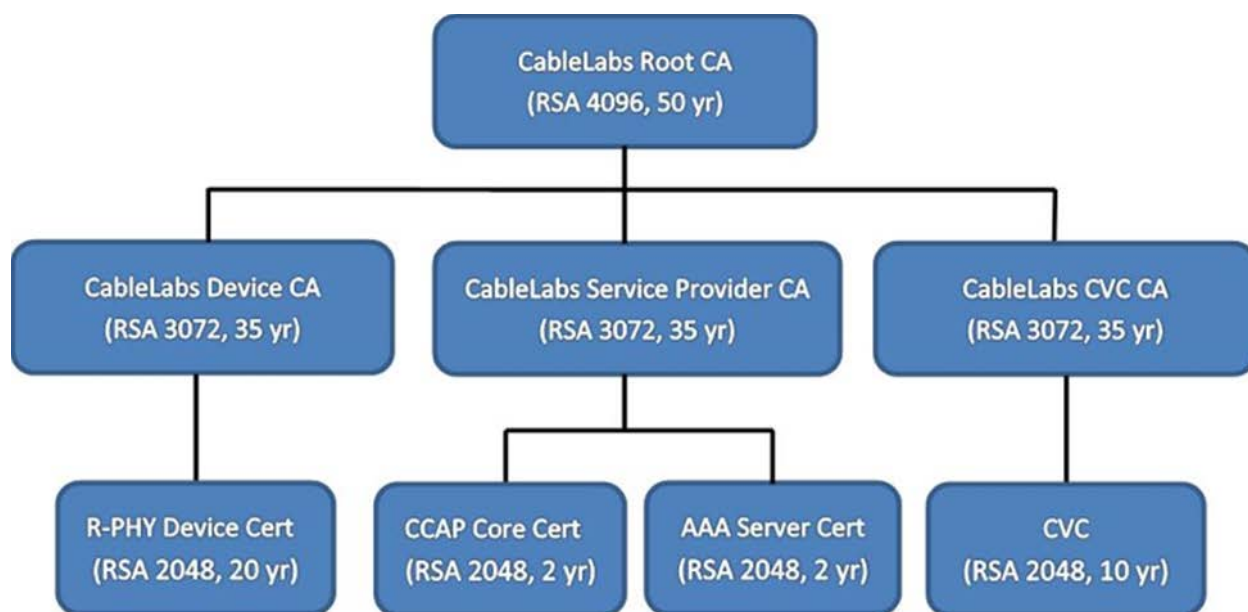 CableLabs Root CA
(RSA 4096, 50 yr)
CableLabs Device CA
(RSA 3072, 35 yr)
CableLabs Service Provider CA
(RSA 3072, 35 yr)
CableLabs CVC CA
(RSA 3072, 35 yr)
R-PHY Device Cert
(RSA 2048, 20 yr)
CCAP Core Cert
(RSA 2048, 2 yr)
AAA Server Cert
(RSA 2048, 2 yr)
CVC
(RSA 2048, 10 yr)